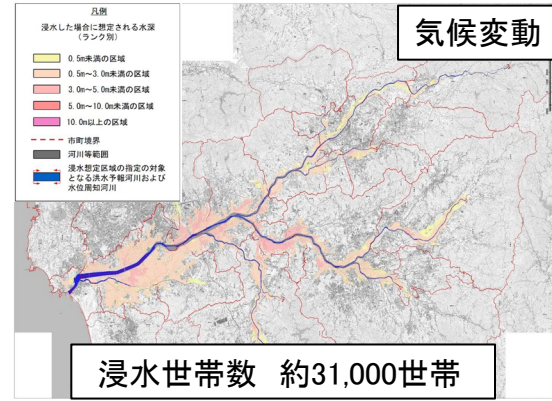 気候変動
凡例
浸水した場合に想定される水深
(ランク別)
0.5m未満の区域
0.5m～3.0m未満の区域
3.0m～5.0m未満の区域
5.0m～10.0m未満の区域
10.0m以上の区域
市町境界
河川等範囲
浸水想定区域の指定の対象
となる洪水予報河川および
水位周知河川
浸水世帯数 約31,000世帯